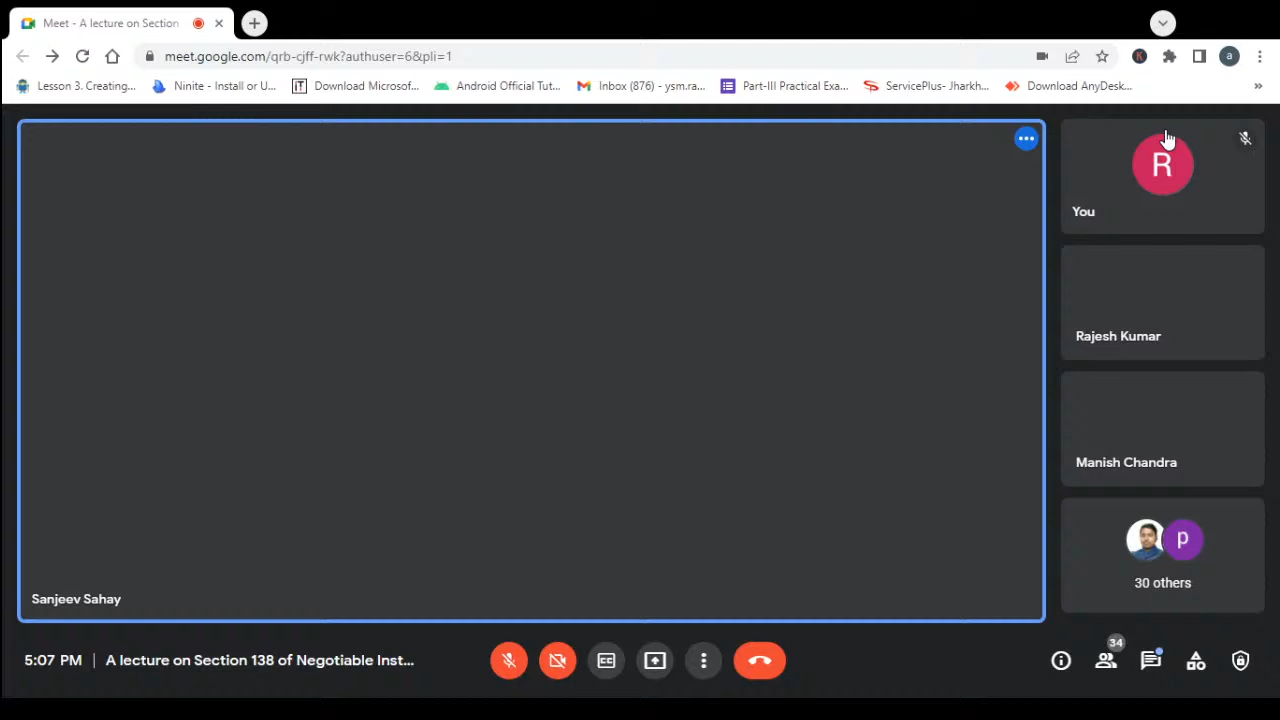 Meet - A lecture on Section
meet.google.com/qrb-cjff-rwk?authuser=6&pli=1
a
Lesson 3. Creating...
Ninite - Install or U...
iT
Download Microsof...
Android Official Tut...
Inbox (876) - ysm.ra...
Part-III Practical Exa...
ServicePlus- Jharkh...
Download AnyDesk...
»
R
You
Rajesh Kumar
Manish Chandra
p
30 others
Sanjeev Sahay
5:07 PM | A lecture on Section 138 of Negotiable Inst...
CC
34